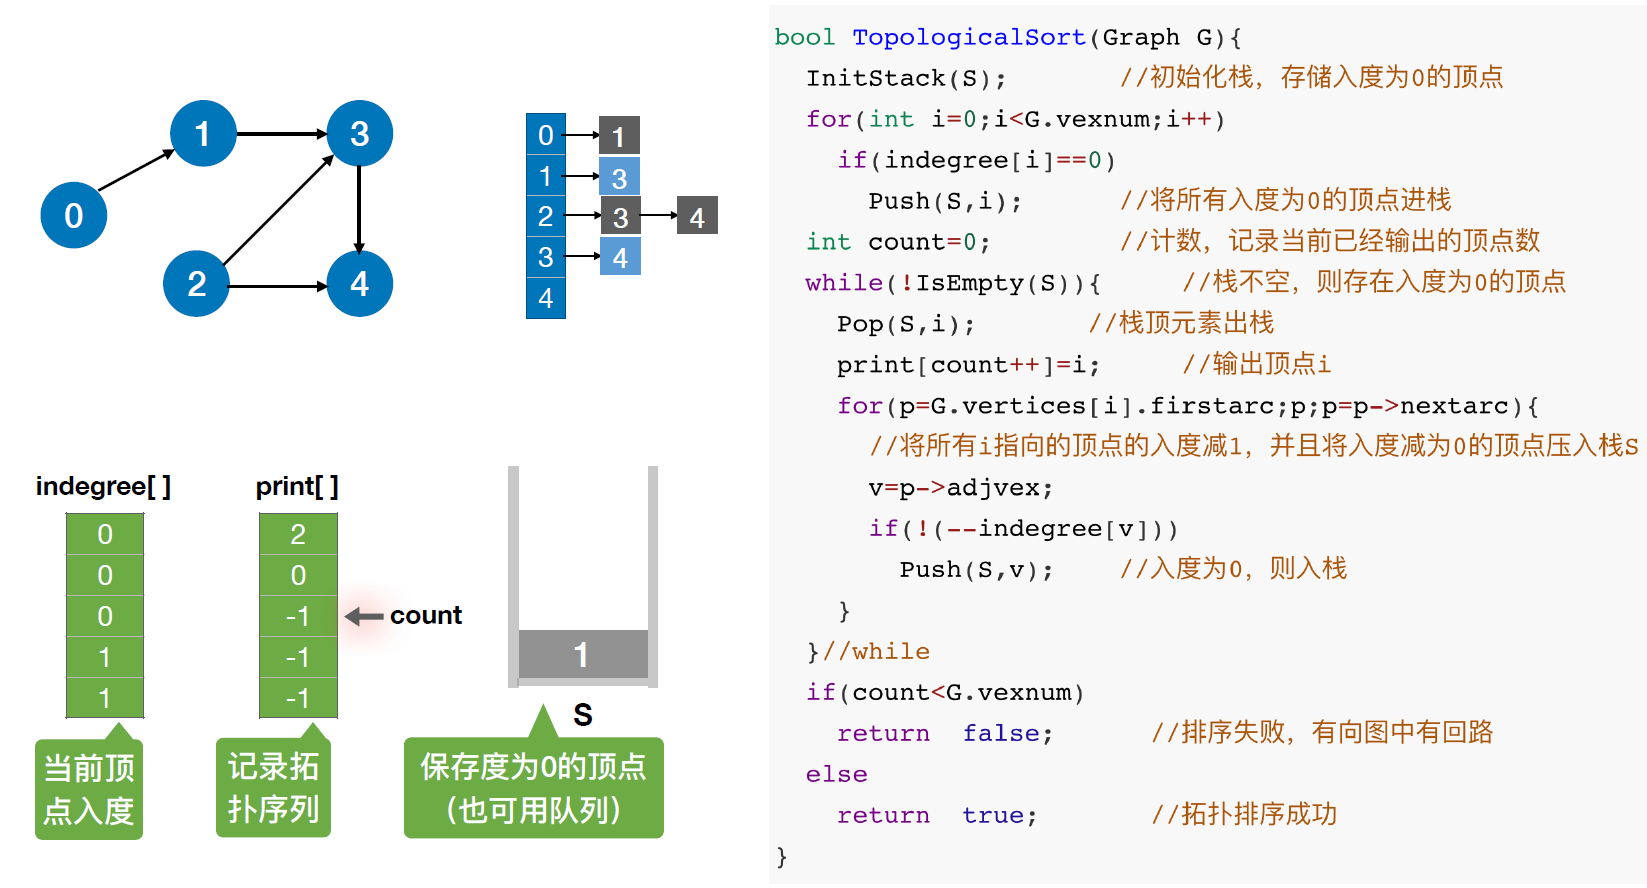 1
3
0
2
4
0 1
1 3
2 3 4
3 4
4
indegree[ ]
0
0
0
1
1
当前顶
点入度
print[ ]
2
0
-1
-1
-1
count
记录拓
扑序列
1
S
保存度为0的顶点
（也可用队列）
bool TopologicalSort(Graph G){
InitStack(S); //初始化栈，存储入度为0的顶点
for(int i=0;i<G.vexnum;i++)
if(indegree[i]==0)
Push(S,i); //将所有入度为0的顶点进栈
int count=0; //计数，记录当前已经输出的顶点数
while(!IsEmpty(S)){ //栈不空，则存在入度为0的顶点
Pop(S,i); //栈顶元素出栈
print[count++]=i; //输出顶点i
for(p=G.vertices[i].firstarc;p;p=p->nextarc){
//将所有i指向的顶点的入度减1，并且将入度减为0的顶点压入栈S
v=p->adjvex;
if(!(--indegree[v]))
Push(S,v); //入度为0，则入栈
}
}//while
if(count<G.vexnum)
return false; //排序失败，有向图中有回路
else
return true; //拓扑排序成功
}